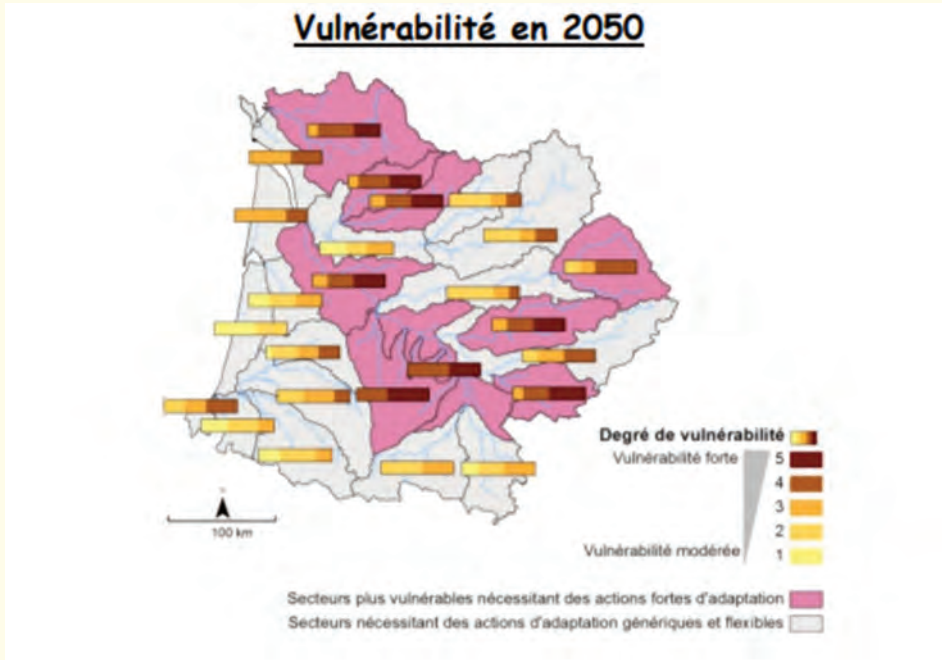 Vulnérabilité en 2050
Degré de vulnérabilité
Vulnérabilité forte
5
4
3
2
Vulnérabilité modérée
1
100 km
Secteurs plus vulnérables nécessitant des actions fortes d'adaptation
Secteurs nécessitant des actions d'adaptation génériques et flexibles